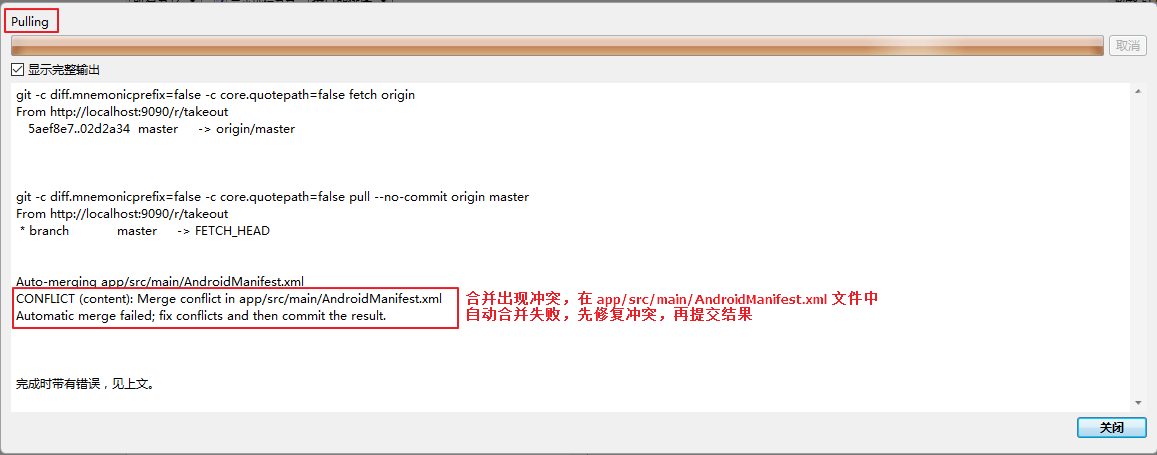 Pulling
取消
显示完整输出
git -c diff.mnemonicprefix=false -c core.quotepath=false fetch origin
From http://localhost:9090/r/takeout
5aef8e7..02d2a34 master -> origin/master
git -c diff.mnemonicprefix=false -c core.quotepath=false pull --no-commit origin master
From http://localhost:9090/r/takeout
* branch master -> FETCH_HEAD
Auto-merging app/src/main/AndroidManifest.xml
CONFLICT (content): Merge conflict in app/src/main/AndroidManifest.xml
合并出现冲突，在 app/src/main/AndroidManifest.xml 文件中
Automatic merge failed; fix conflicts and then commit the result.
自动合并失败，先修复冲突，再提交结果
完成时带有错误，见上文。
关闭